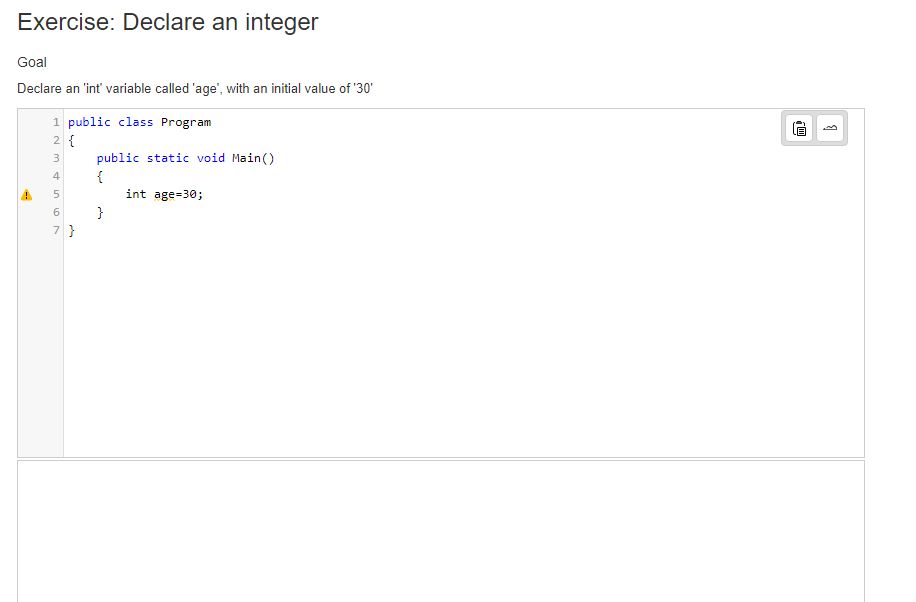 Exercise: Declare an integer
Goal
Declare an 'int' variable called 'age', with an initial value of '30'
1 public class Program
2 {
3     public static void Main()
4     {
5         int age=30;
6     }
7 }